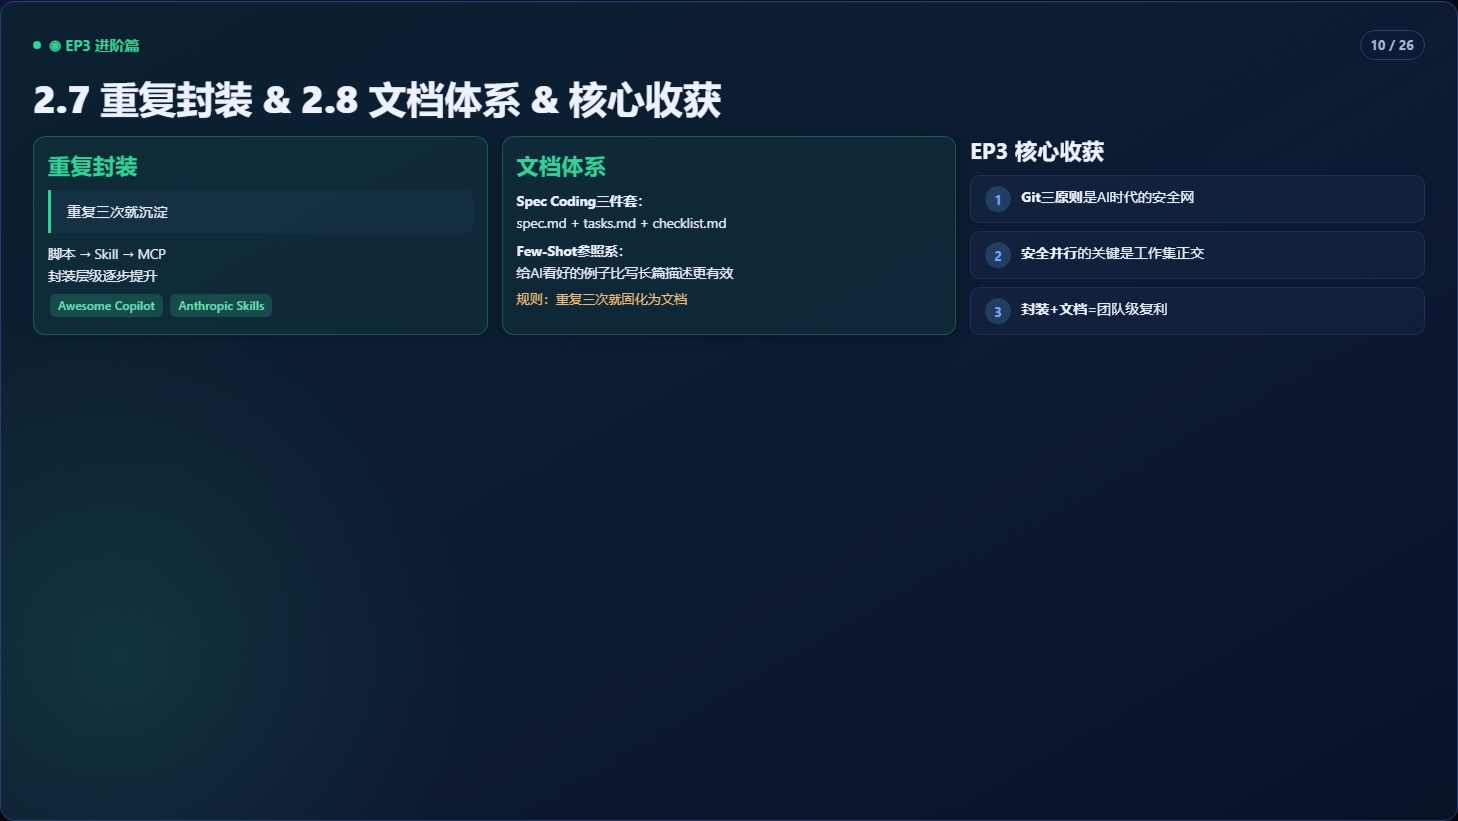 ◉ EP3 进阶篇
10 / 26
2.7 重复封装 & 2.8 文档体系 & 核心收获
重复封装
重复三次就沉淀
脚本 → Skill → MCP
封装层级逐步提升
Awesome Copilot
Anthropic Skills
文档体系
Spec Coding三件套：
spec.md + tasks.md + checklist.md
Few-Shot参照系：
给AI看好的例子比写长篇描述更有效
规则：重复三次就固化为文档
EP3 核心收获
1 Git三原则是AI时代的安全网
2 安全并行的关键是工作集正交
3 封装+文档=团队级复利